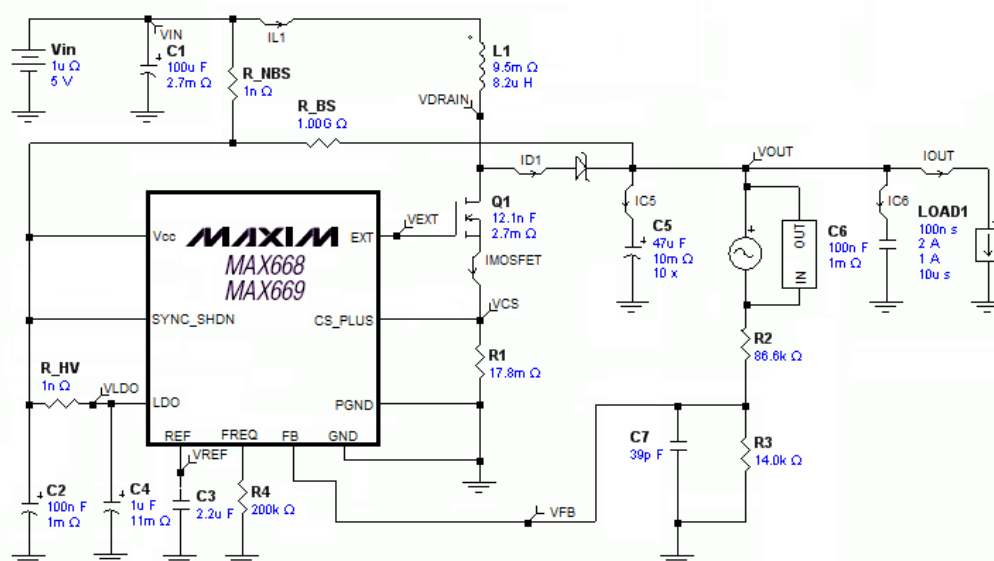 Vin
1u Ω
5 V
VIN
C1
100u F
2.7m Ω
IL1
R_NBS
1n Ω
L1
9.5m Ω
8.2u H
VDRAIN
R_BS
1.00G Ω
ID1
VOUT
IOUT
MAXIM
MAX668
MAX669
Vcc
EXT
SYNC_SHDN
CS_PLUS
LDO
PGND
REF
FREQ
FB
GND
VEXT
Q1
12.1n F
2.7m Ω
IMOSFET
VCS
R1
17.8m Ω
IC5
C5
47u F
10m Ω
10 x
OUT
IN
C6
100n F
1m Ω
IC6
LOAD1
100n s
2 A
1 A
10u s
R2
86.6k Ω
R_HV
1n Ω
VLDO
VREF
C2
100n F
1m Ω
C4
1u F
11m Ω
C3
2.2u F
R4
200k Ω
VFB
C7
39p F
R3
14.0k Ω